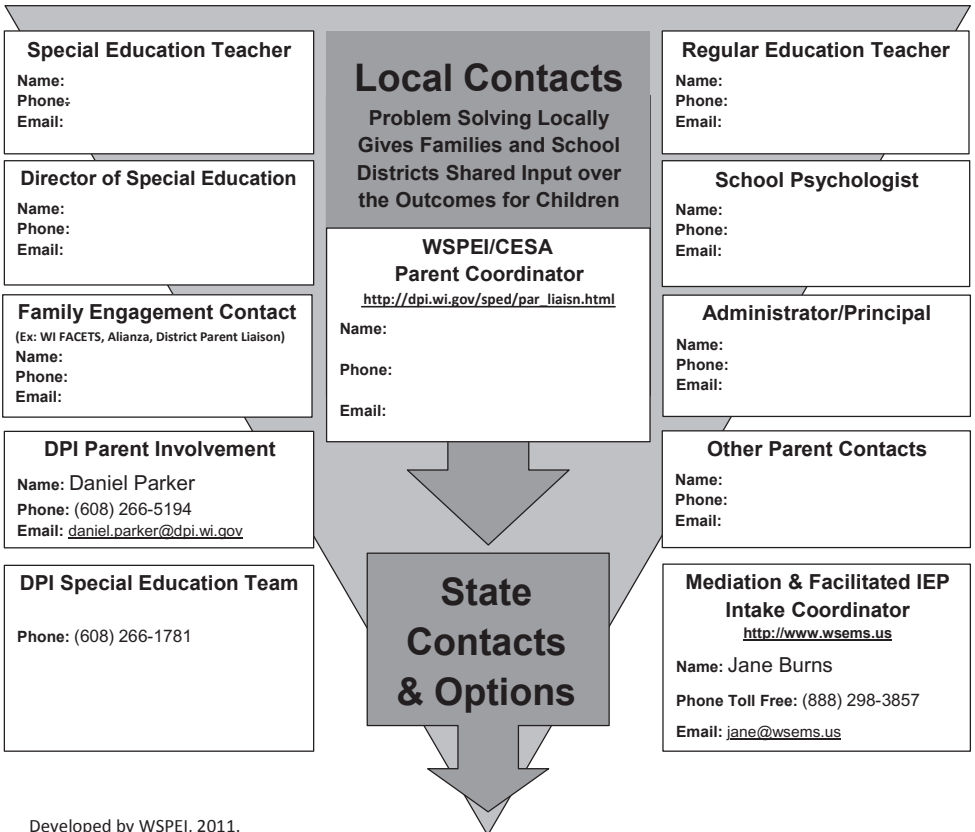 Special Education Teacher
Name:
Phone:
Email:
Local Contacts
Problem Solving Locally
Gives Families and School
Districts Shared Input over
the Outcomes for Children
Regular Education Teacher
Name:
Phone:
Email:
Director of Special Education
Name:
Phone:
Email:
School Psychologist
Name:
Phone:
Email:
WSPEI/CESA
Parent Coordinator
http://dpi.wi.gov/sped/par_liaisn.html
Name:
Phone:
Email:
Family Engagement Contact
(Ex: WI FACETS, Alianza, District Parent Liaison)
Name:
Phone:
Email:
Administrator/Principal
Name:
Phone:
Email:
DPI Parent Involvement
Name: Daniel Parker
Phone: (608) 266-5194
Email: daniel.parker@dpi.wi.gov
Other Parent Contacts
Name:
Phone:
Email:
DPI Special Education Team
Phone: (608) 266-1781
State
Contacts
& Options
Mediation & Facilitated IEP
Intake Coordinator
http://www.wsems.us
Name: Jane Burns
Phone Toll Free: (888) 298-3857
Email: jane@wsems.us
Developed by WSPEI, 2011.